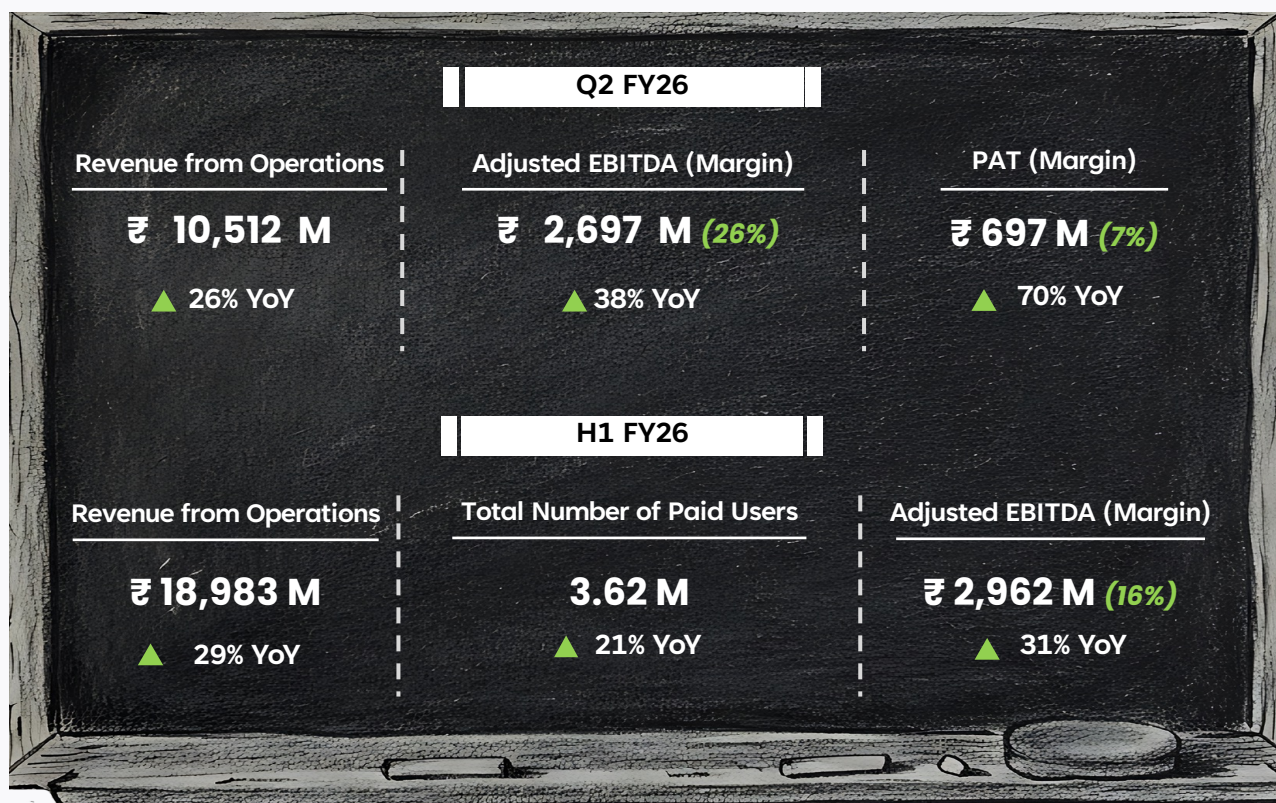 Q2 FY26
Revenue from Operations
₹ 10,512 M
26% YoY
Adjusted EBITDA (Margin)
₹ 2,697 M (26%)
38% YoY
PAT (Margin)
₹ 697 M (7%)
70% YoY
H1 FY26
Revenue from Operations
₹ 18,983 M
29% YoY
Total Number of Paid Users
3.62 M
21% YoY
Adjusted EBITDA (Margin)
₹ 2,962 M (16%)
31% YoY